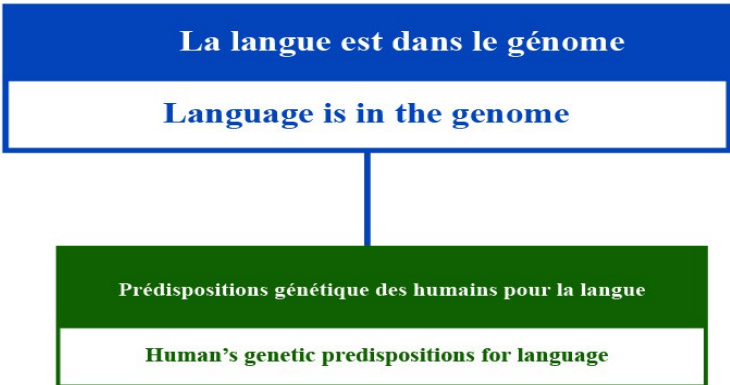 La langue est dans le génome
Language is in the genome
Prédispositions génétique des humains pour la langue
Human’s genetic predispositions for language